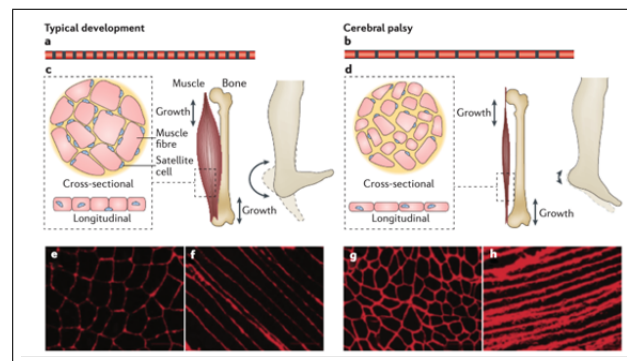 Typical development
a
c
Muscle Bone
Growth
Muscle
fibre
Satellite
cell
Cross-sectional
Longitudinal
Growth
e
f
Cerebral palsy
b
d
Growth
Cross-sectional
Longitudinal
Growth
g
h